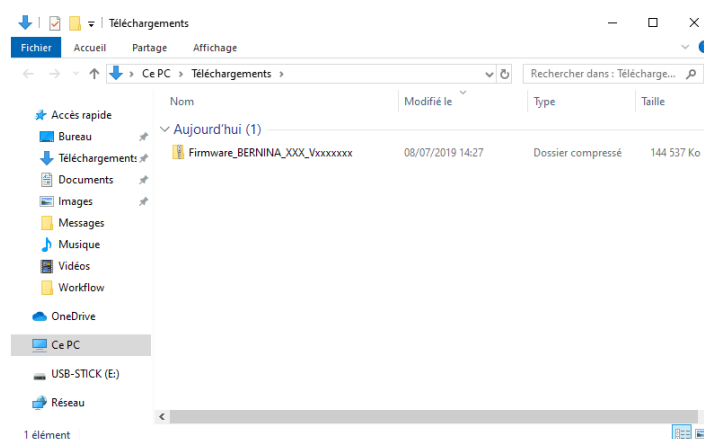 Téléchargements
Fichier Accueil Partage Affichage
Ce PC Téléchargements Rechercher dans : Télécharge...
Nom Modifié le Type Taille
Accès rapide
Aujourd'hui (1)
Bureau
Firmware_BERNINA_XXX_Vxxxxxxx 08/07/2019 14:27 Dossier compressé 144 537 Ko
Téléchargements
Documents
Images
Messages
Musique
Vidéos
Workflow
OneDrive
Ce PC
USB-STICK (E:)
Réseau
1 élément